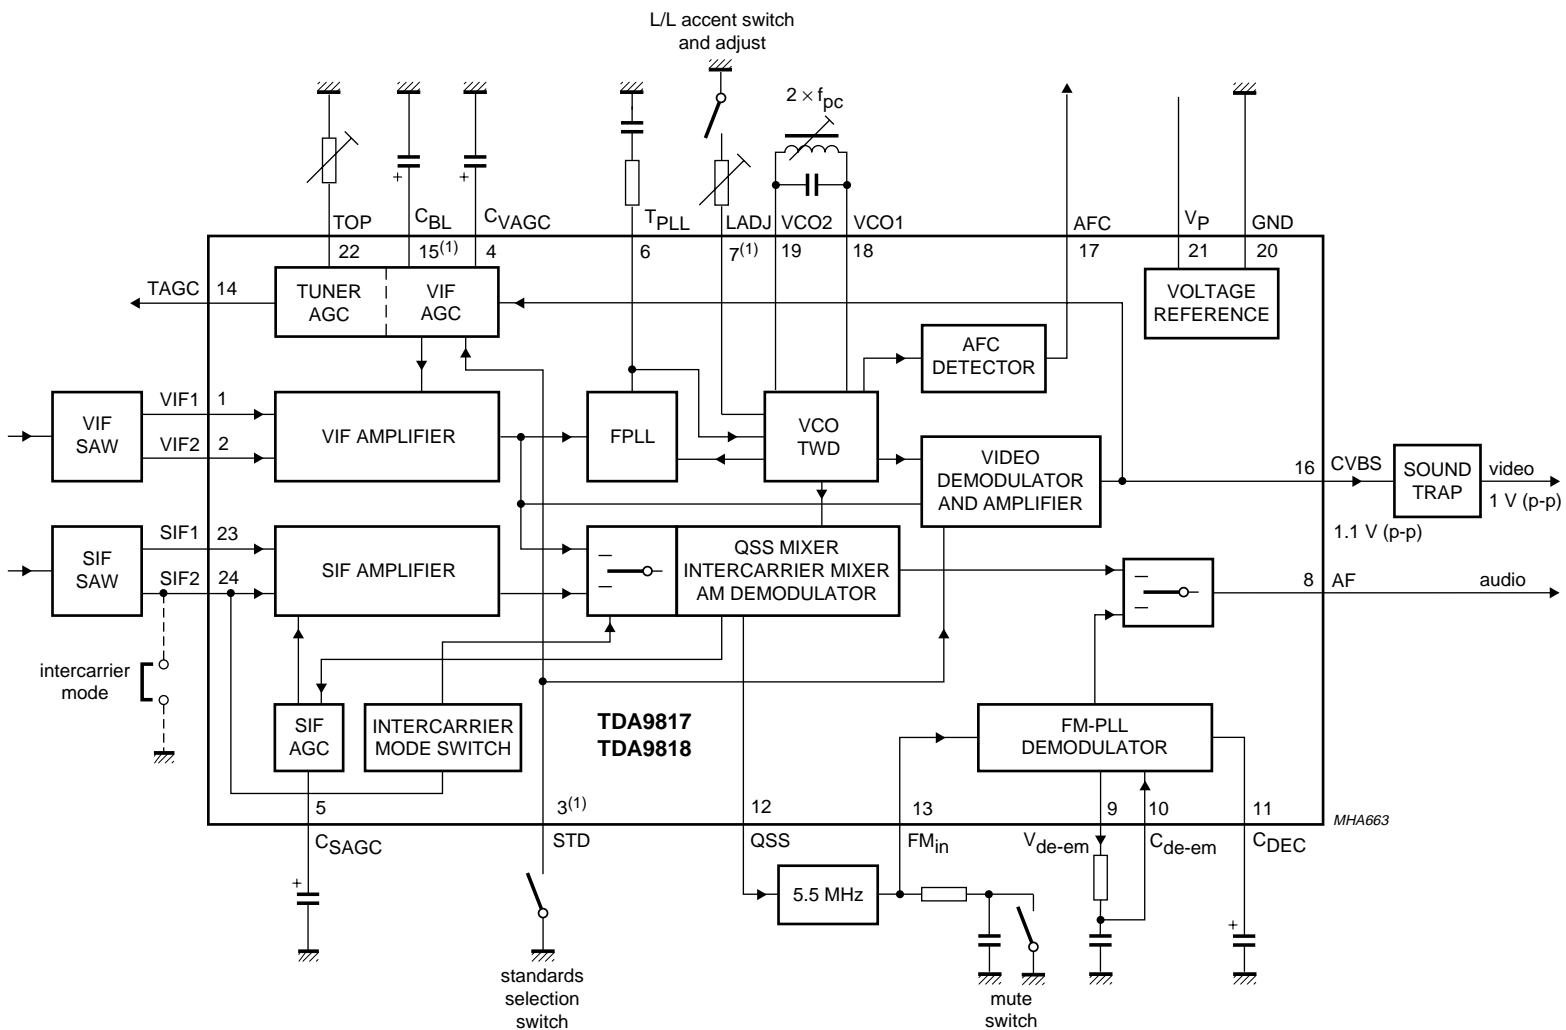 L/L accent switch
and adjust
2 × fpc
TOP
CBL
CVAGC
TPLL
LADJ
VCO2
VCO1
AFC
VP
GND
22
15(1)
4
6
7(1)
19
18
17
21
20
TAGC
14
TUNER
AGC
VIF
AGC
VOLTAGE
REFERENCE
AFC
DETECTOR
VIF
SAW
VIF1
1
VIF2
2
VIF AMPLIFIER
FPLL
VCO
TWD
VIDEO
DEMODULATOR
AND AMPLIFIER
16
CVBS
SOUND
TRAP
video
1 V (p-p)
1.1 V (p-p)
SIF
SAW
SIF1
23
SIF2
24
SIF AMPLIFIER
QSS MIXER
INTERCARRIER MIXER
AM DEMODULATOR
8
AF
audio
intercarrier
mode
SIF
AGC
INTERCARRIER
MODE SWITCH
TDA9817
TDA9818
FM-PLL
DEMODULATOR
5
3(1)
12
13
9
10
11
MHA663
CSAGC
STD
QSS
FMin
Vde-em
Cde-em
CDEC
5.5 MHz
standards
selection
switch
mute
switch